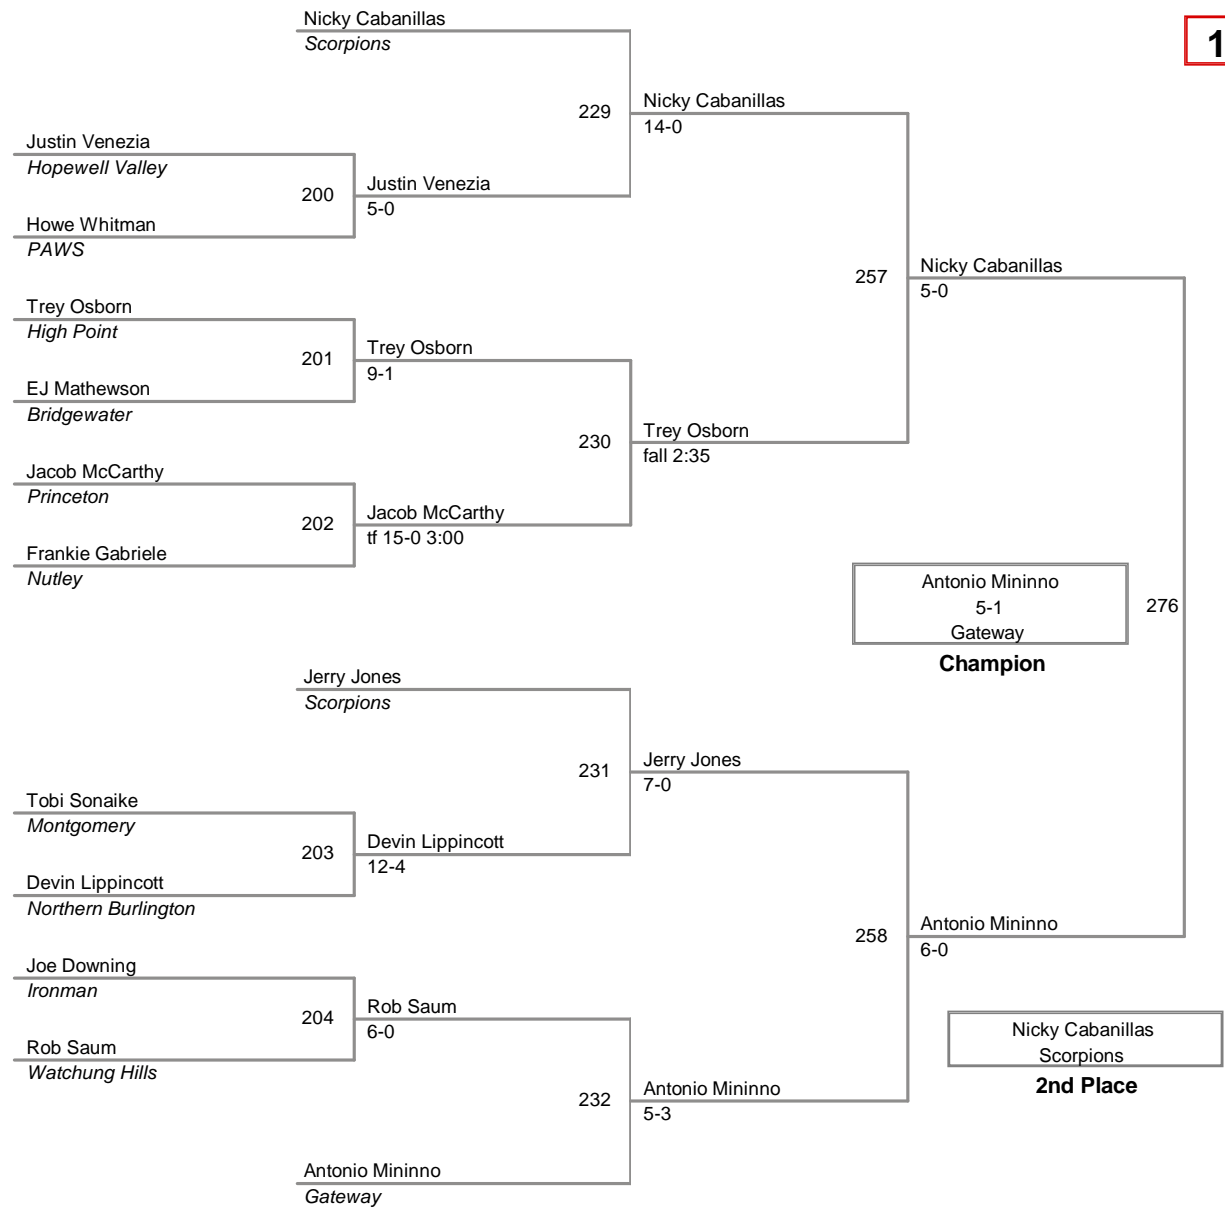 Nicky Cabanillas
Scorpions
1
229
Nicky Cabanillas
14-0
Justin Venezia
Hopewell Valley
200
Justin Venezia
5-0
Howe Whitman
PAWS
257
Nicky Cabanillas
5-0
Trey Osborn
High Point
201
Trey Osborn
9-1
EJ Mathewson
Bridgewater
230
Trey Osborn
fall 2:35
Jacob McCarthy
Princeton
202
Jacob McCarthy
tf 15-0 3:00
Frankie Gabriele
Nutley
Antonio Mininno
5-1
Gateway
276
Champion
Jerry Jones
Scorpions
231
Jerry Jones
7-0
Tobi Sonaike
Montgomery
203
Devin Lippincott
12-4
Devin Lippincott
Northern Burlington
258
Antonio Mininno
6-0
Joe Downing
Ironman
204
Rob Saum
6-0
Rob Saum
Watchung Hills
Nicky Cabanillas
Scorpions
2nd Place
232
Antonio Mininno
5-3
Antonio Mininno
Gateway